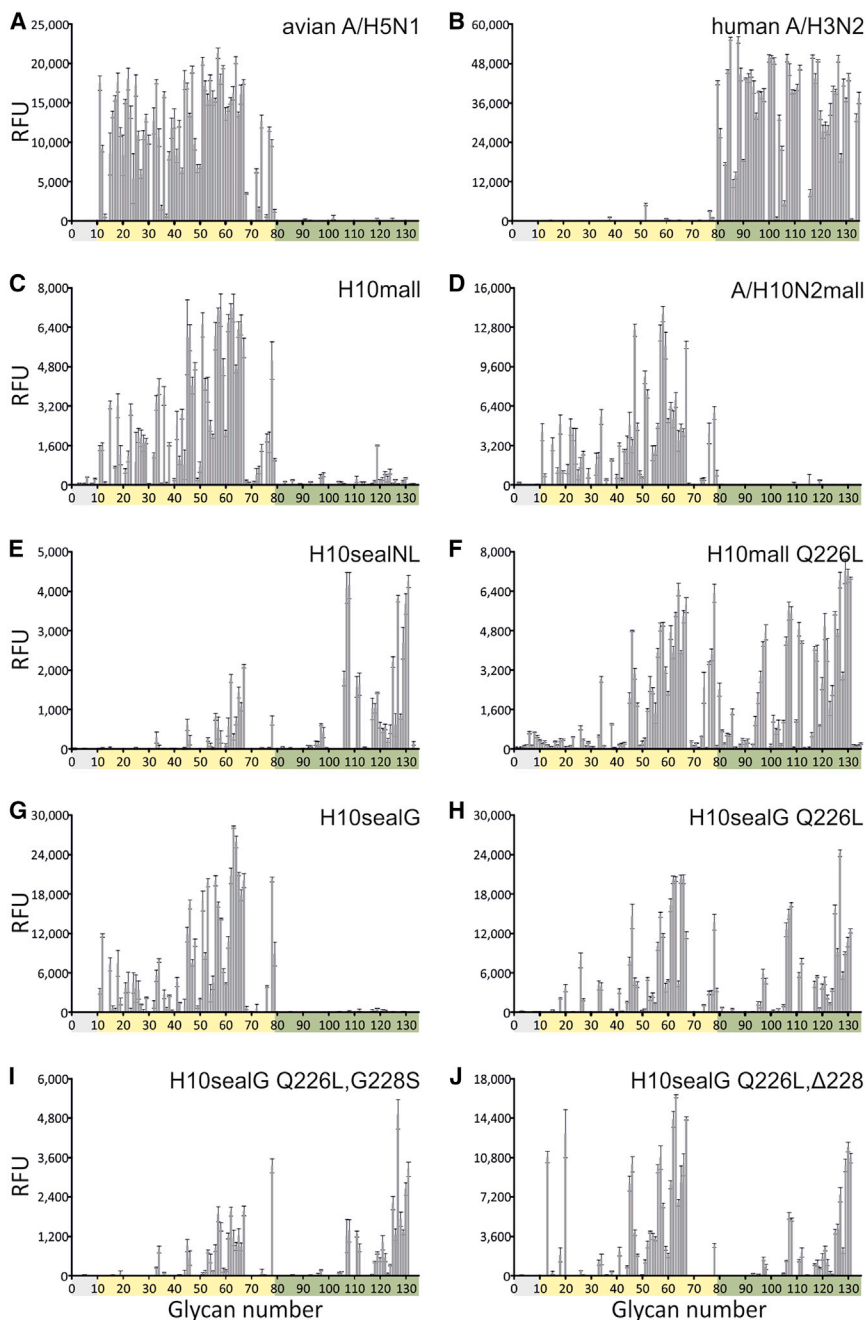 A avian A/H5N1
B human A/H3N2
RFU
25,000
20,000
15,000
10,000
5,000
0
0 10 20 30 40 50 60 70 80 90 100 110 120 130
60,000
48,000
36,000
24,000
12,000
0
0 10 20 30 40 50 60 70 80 90 100 110 120 130
C H10mall
D A/H10N2mall
RFU
8,000
6,400
4,800
3,200
1,600
0
0 10 20 30 40 50 60 70 80 90 100 110 120 130
16,000
12,800
9,600
6,400
3,200
0
0 10 20 30 40 50 60 70 80 90 100 110 120 130
E H10sealNL
F H10mall Q226L
RFU
5,000
4,000
3,000
2,000
1,000
0
0 10 20 30 40 50 60 70 80 90 100 110 120 130
8,000
6,400
4,800
3,200
1,600
0
0 10 20 30 40 50 60 70 80 90 100 110 120 130
G H10sealG
H H10sealG Q226L
RFU
30,000
24,000
18,000
12,000
6,000
0
0 10 20 30 40 50 60 70 80 90 100 110 120 130
30,000
24,000
18,000
12,000
6,000
0
0 10 20 30 40 50 60 70 80 90 100 110 120 130
I H10sealG Q226L,G228S
J H10sealG Q226L,Δ228
RFU
6,000
4,800
3,600
2,400
1,200
0
0 10 20 30 40 50 60 70 80 90 100 110 120 130
Glycan number
18,000
14,400
10,800
7,200
3,600
0
0 10 20 30 40 50 60 70 80 90 100 110 120 130
Glycan number